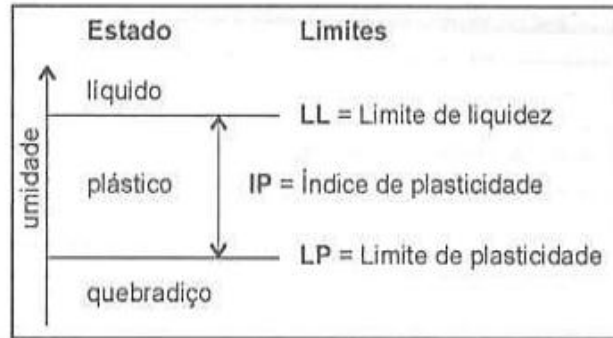 Estado Limites
líquido
LL = Limite de liquidez
plástico IP = Índice de plasticidade
LP = Limite de plasticidade
quebradiço
umidade